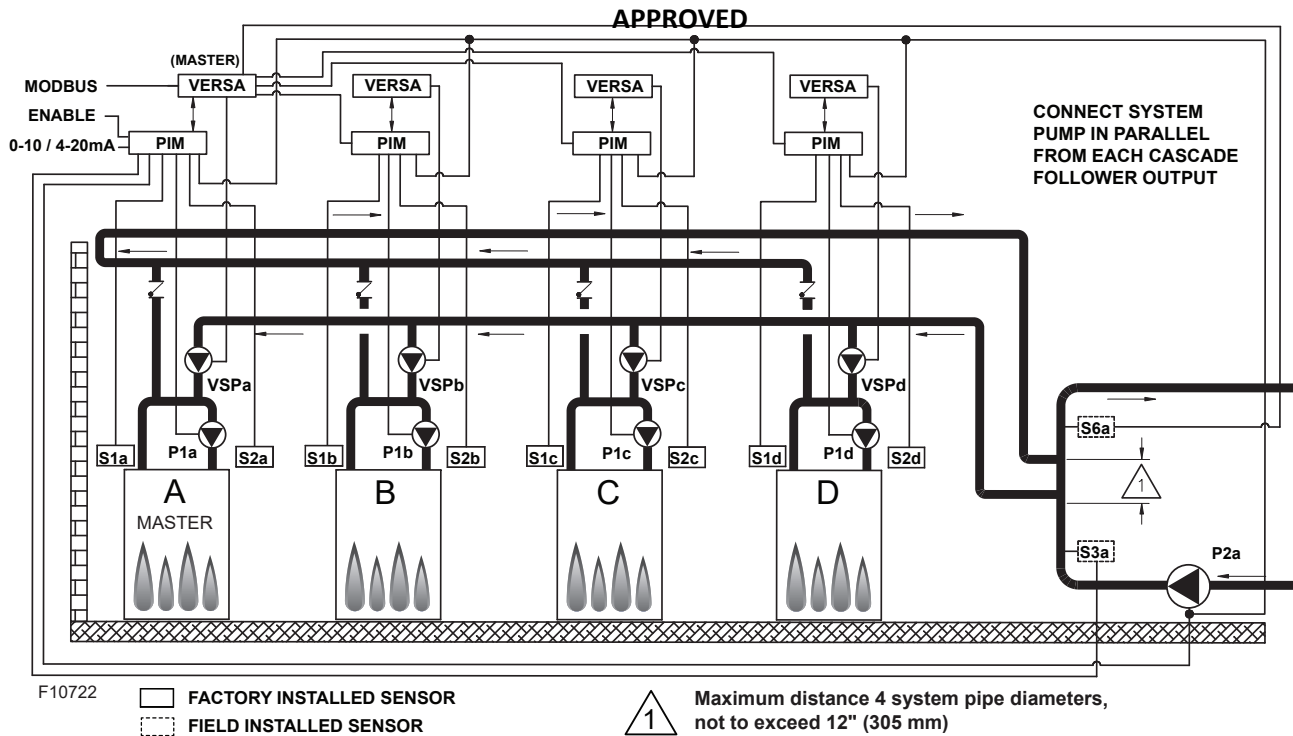 APPROVED
(MASTER)
MODBUS
VERSA
VERSA
VERSA
VERSA
ENABLE
0-10 / 4-20mA
PIM
PIM
PIM
PIM
CONNECT SYSTEM
PUMP IN PARALLEL
FROM EACH CASCADE
FOLLOWER OUTPUT
VSPa
VSPb
VSPc
VSPd
S1a
P1a
S2a
S1b
P1b
S2b
S1c
P1c
S2c
S1d
P1d
S2d
S6a
1
A
MASTER
B
C
D
S3a
P2a
F10722
FACTORY INSTALLED SENSOR
FIELD INSTALLED SENSOR
1
Maximum distance 4 system pipe diameters,
not to exceed 12" (305 mm)